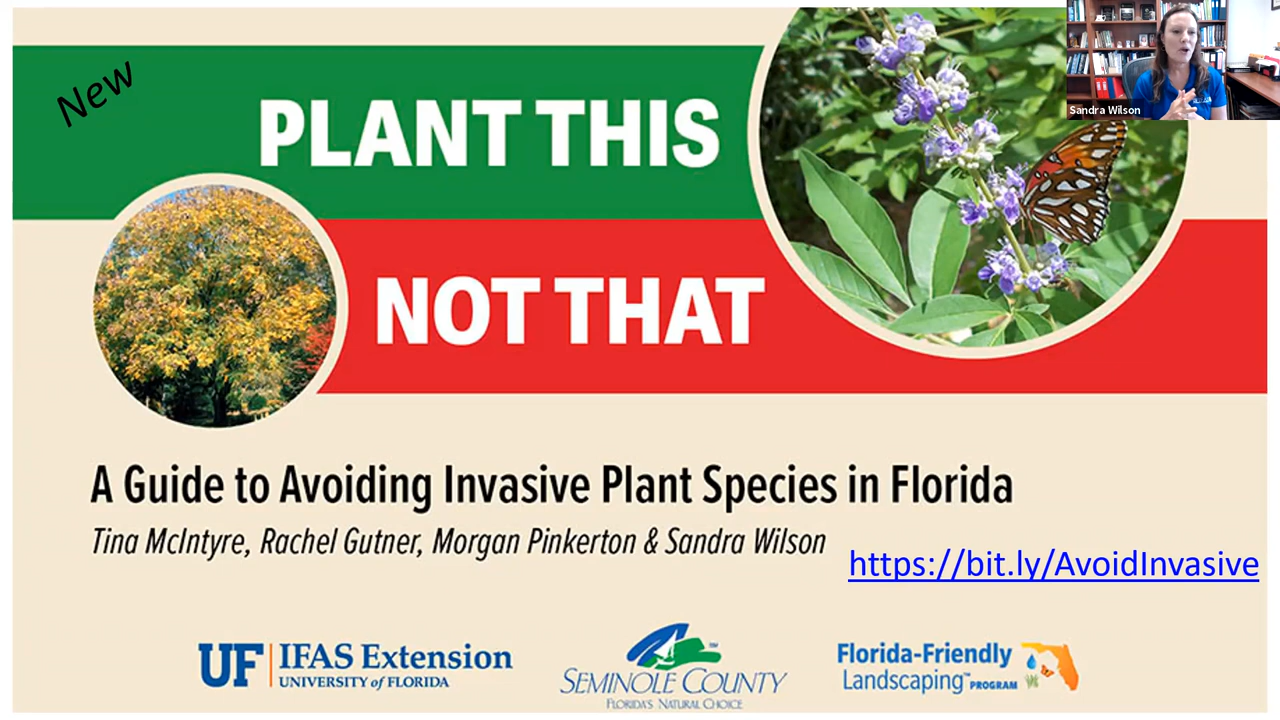 New
PLANT THIS
NOT THAT
Sandra Wilson
A Guide to Avoiding Invasive Plant Species in Florida
Tina McIntyre, Rachel Gutner, Morgan Pinkerton & Sandra Wilson
https://bit.ly/AvoidInvasive
UF IFAS Extension
UNIVERSITY of FLORIDA
SEMINOLE COUNTY
FLORIDA'S NATURAL CHOICE
Florida-Friendly
Landscaping™ PROGRAM